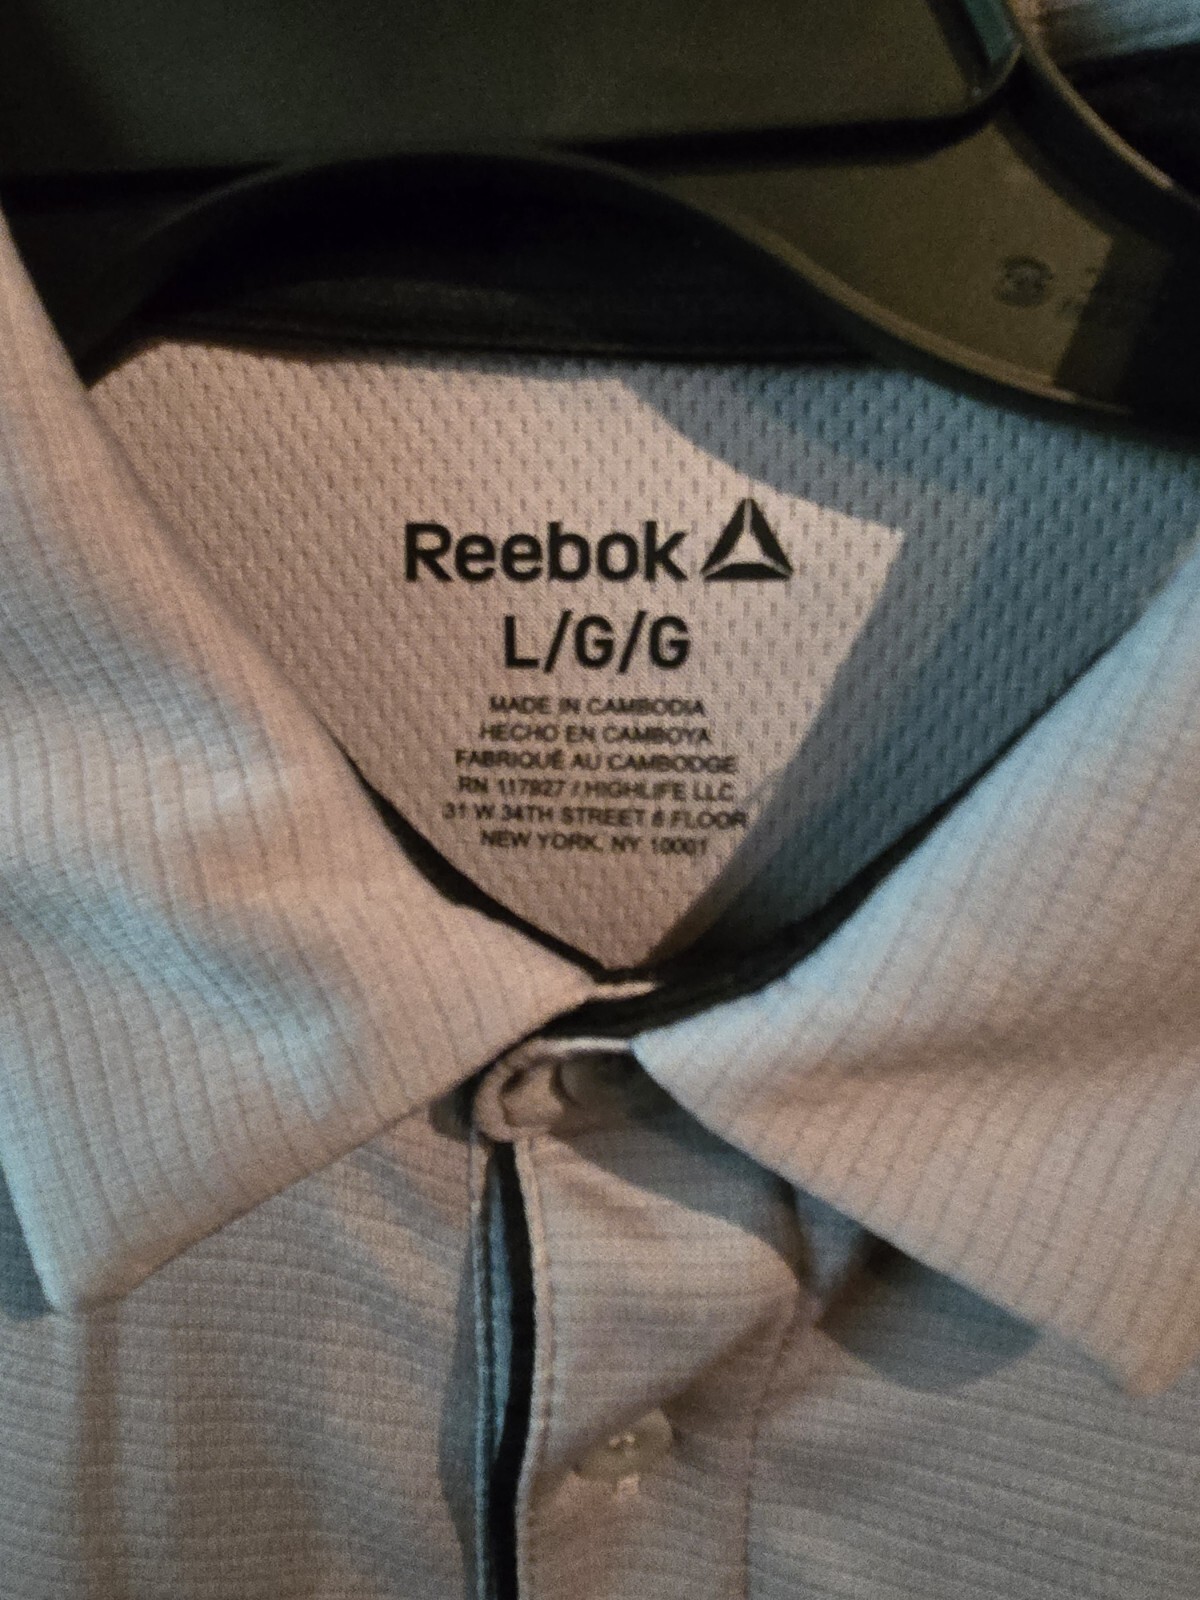 Reebok
L/G/G
MADE IN CAMBODIA
HECHO EN CAMBOYA
FABRIQUÉ AU CAMBODGE
RN 117927 / HIGHLIFE LLC
31 W 34TH STREET 6 FLOOR
NEW YORK, NY 10001